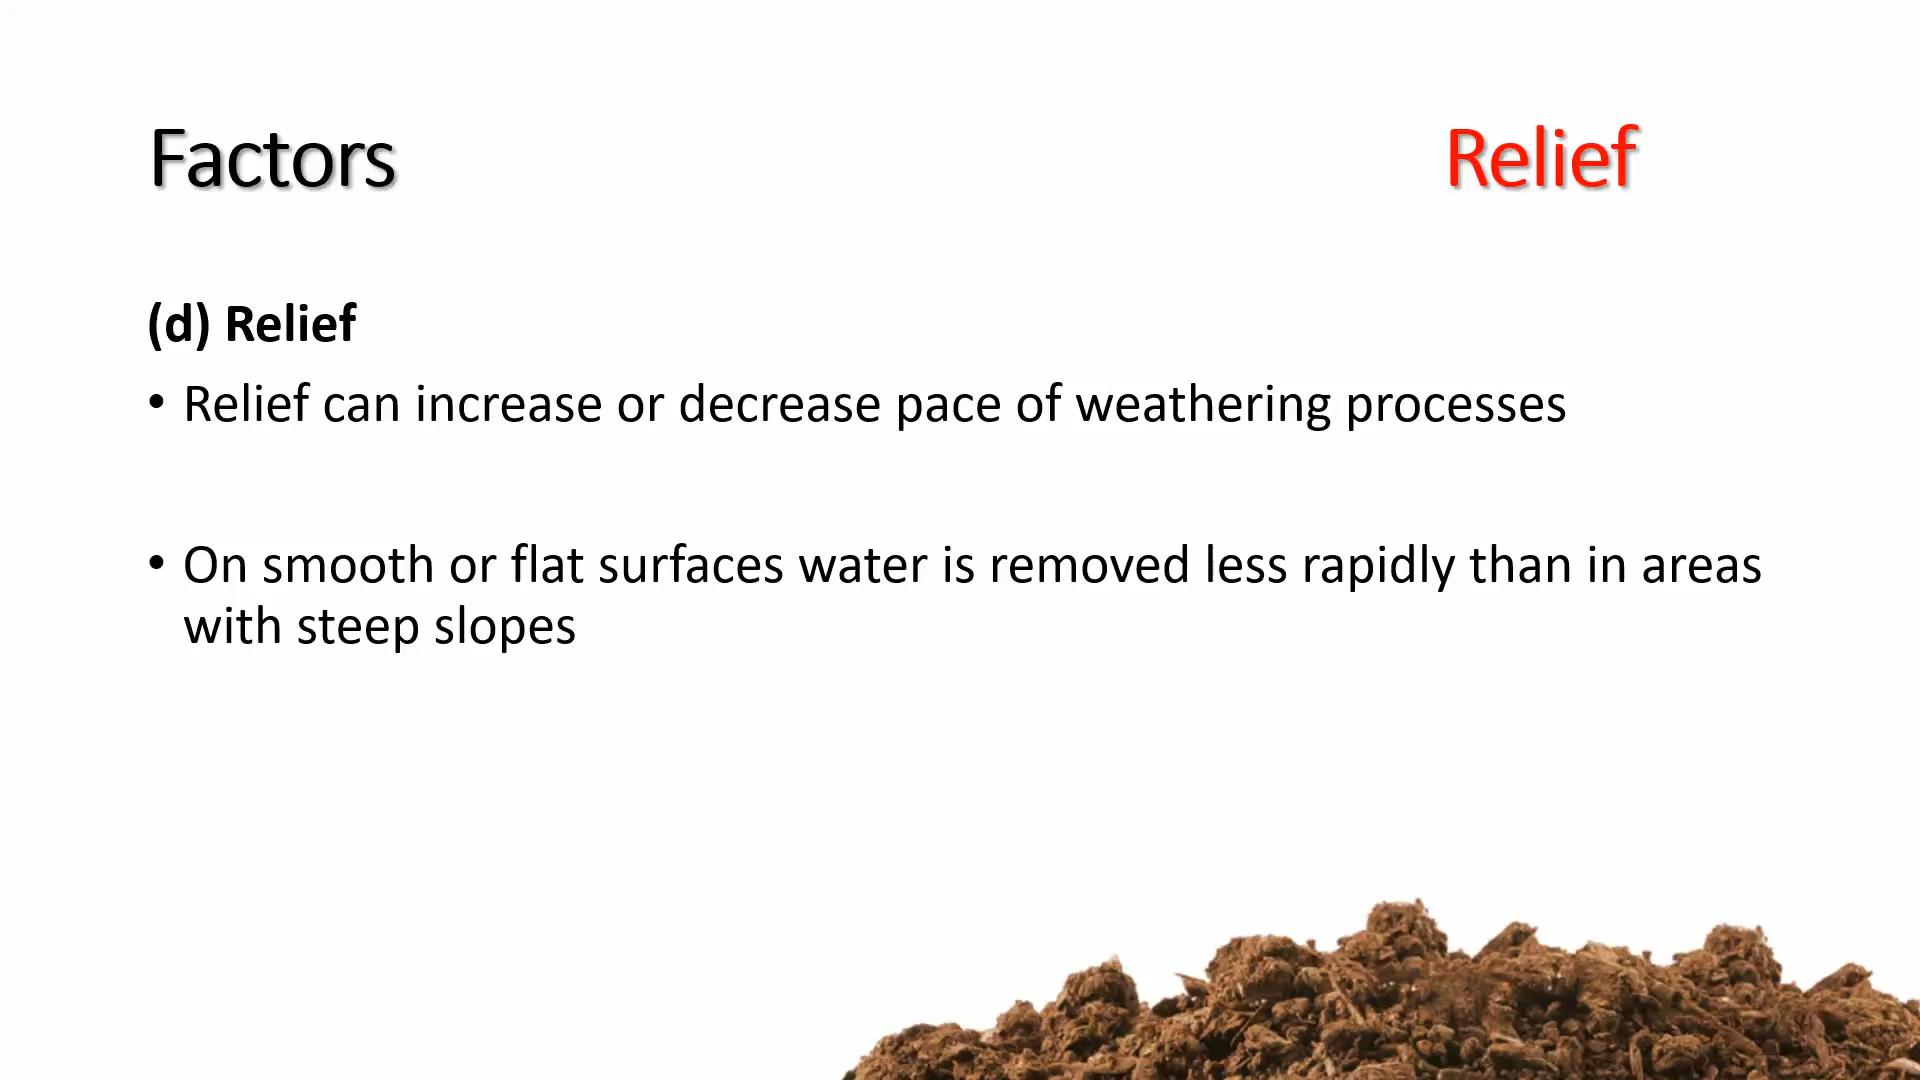 Factors
Relief
(d) Relief
• Relief can increase or decrease pace of weathering processes
• On smooth or flat surfaces water is removed less rapidly than in areas
with steep slopes